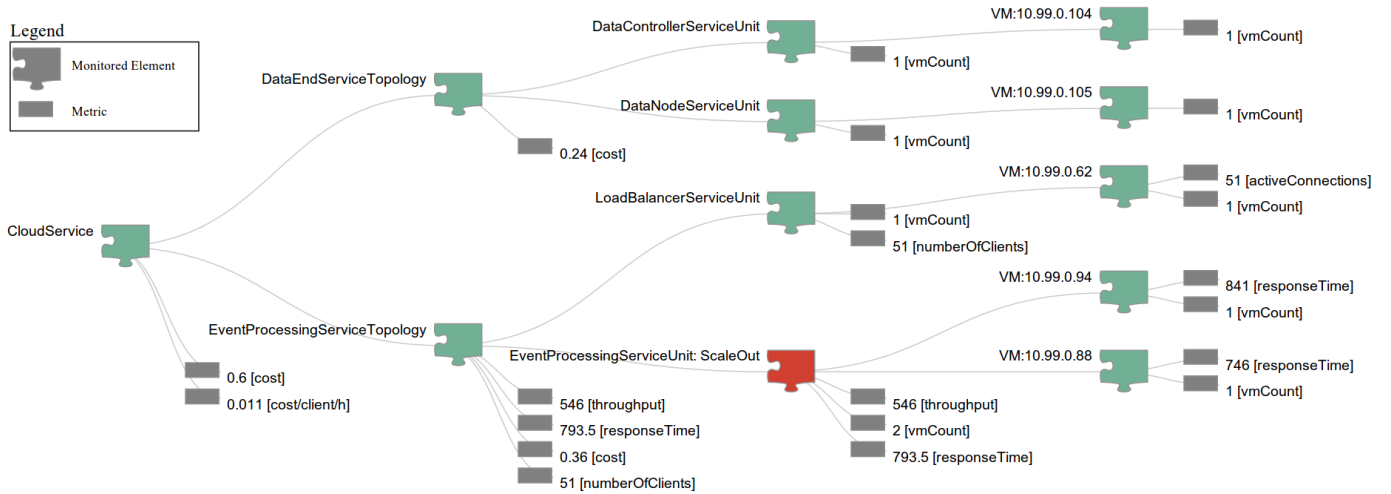 Legend
Monitored Element
Metric
CloudService
0.6 [cost]
0.011 [cost/client/h]
DataEndServiceTopology
0.24 [cost]
EventProcessingServiceTopology
546 [throughput]
793.5 [responseTime]
0.36 [cost]
51 [numberOfClients]
DataControllerServiceUnit
1 [vmCount]
DataNodeServiceUnit
1 [vmCount]
LoadBalancerServiceUnit
1 [vmCount]
51 [numberOfClients]
EventProcessingServiceUnit: ScaleOut
546 [throughput]
2 [vmCount]
793.5 [responseTime]
VM:10.99.0.104
1 [vmCount]
VM:10.99.0.105
1 [vmCount]
VM:10.99.0.62
51 [activeConnections]
1 [vmCount]
VM:10.99.0.94
841 [responseTime]
1 [vmCount]
VM:10.99.0.88
746 [responseTime]
1 [vmCount]